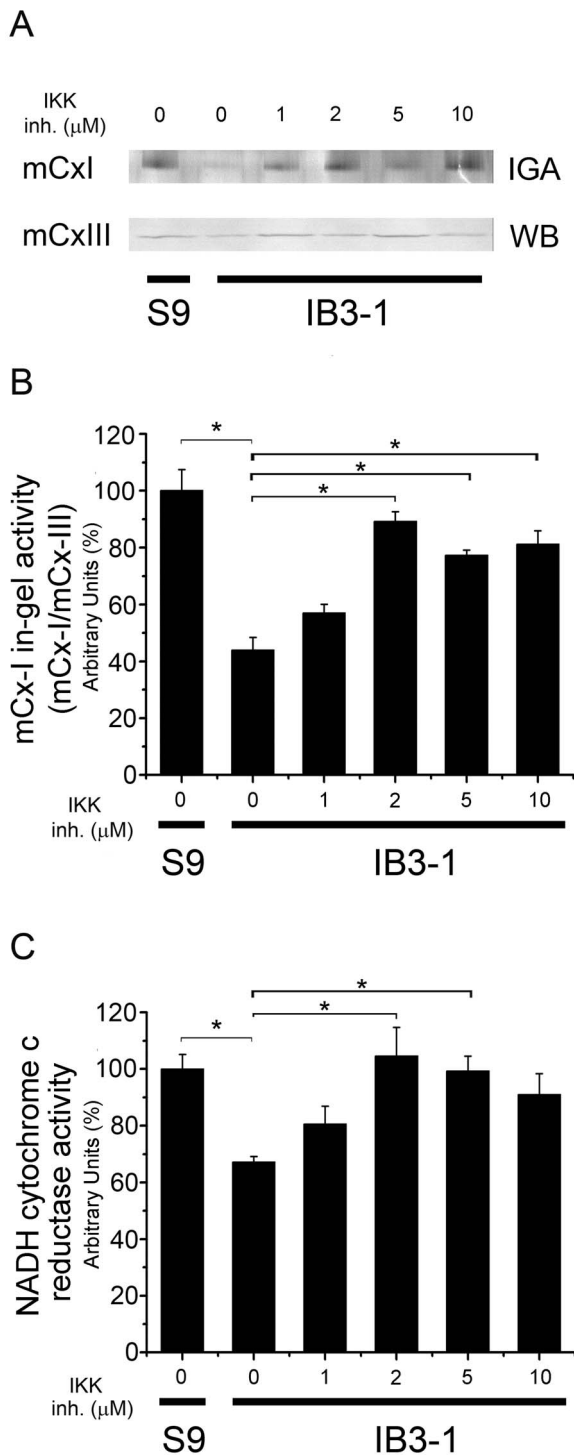 A
IKK
inh. (μM)
0 0 1 2 5 10
mCxI IGA
mCxIII WB
S9 IB3-1
B
mCx-I in-gel activity
(mCx-I/mCx-III)
Arbitrary Units (%)
120
100
80
60
40
20
0
* * * *
IKK
inh. (μM)
0 0 1 2 5 10
S9 IB3-1
C
NADH cytochrome c
reductase activity
Arbitrary Units (%)
120
100
80
60
40
20
0
* * *
IKK
inh. (μM)
0 0 1 2 5 10
S9 IB3-1